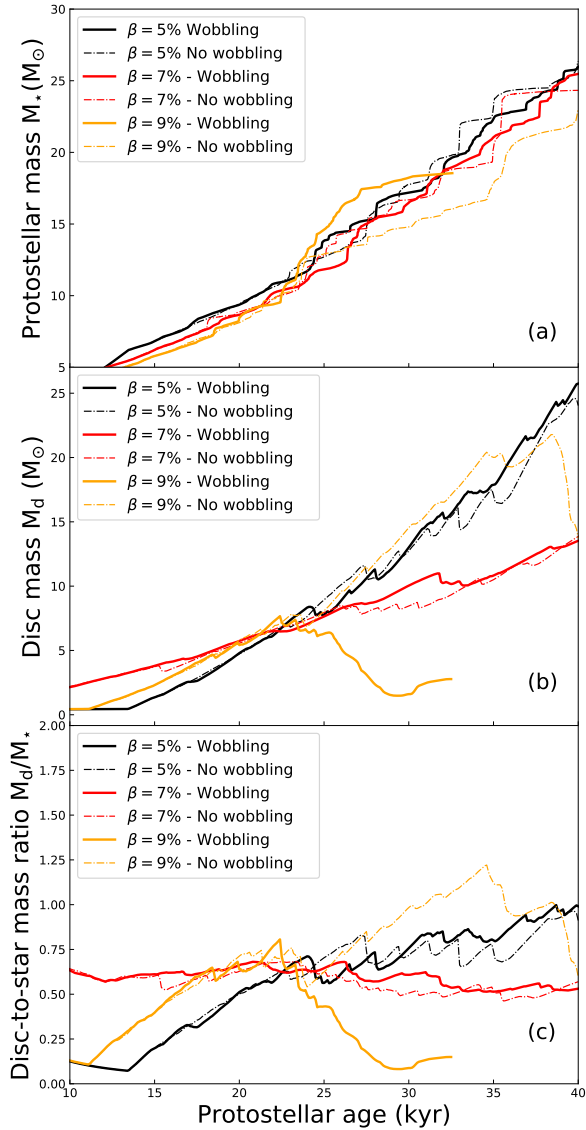 30
25
20
15
10
5
Protostellar mass M⋆(M⊙)
β = 5% Wobbling
β = 5% No wobbling
β = 7% - Wobbling
β = 7% - No wobbling
β = 9% - Wobbling
β = 9% - No wobbling
(a)
25
20
15
10
5
0
Disc mass Md (M⊙)
β = 5% - Wobbling
β = 5% - No wobbling
β = 7% - Wobbling
β = 7% - No wobbling
β = 9% - Wobbling
β = 9% - No wobbling
(b)
2.00
1.75
1.50
1.25
1.00
0.75
0.50
0.25
0.00
Disc-to-star mass ratio Md/M⋆
β = 5% - Wobbling
β = 5% - No wobbling
β = 7% - Wobbling
β = 7% - No wobbling
β = 9% - Wobbling
β = 9% - No wobbling
(c)
10 15 20 25 30 35 40
Protostellar age (kyr)